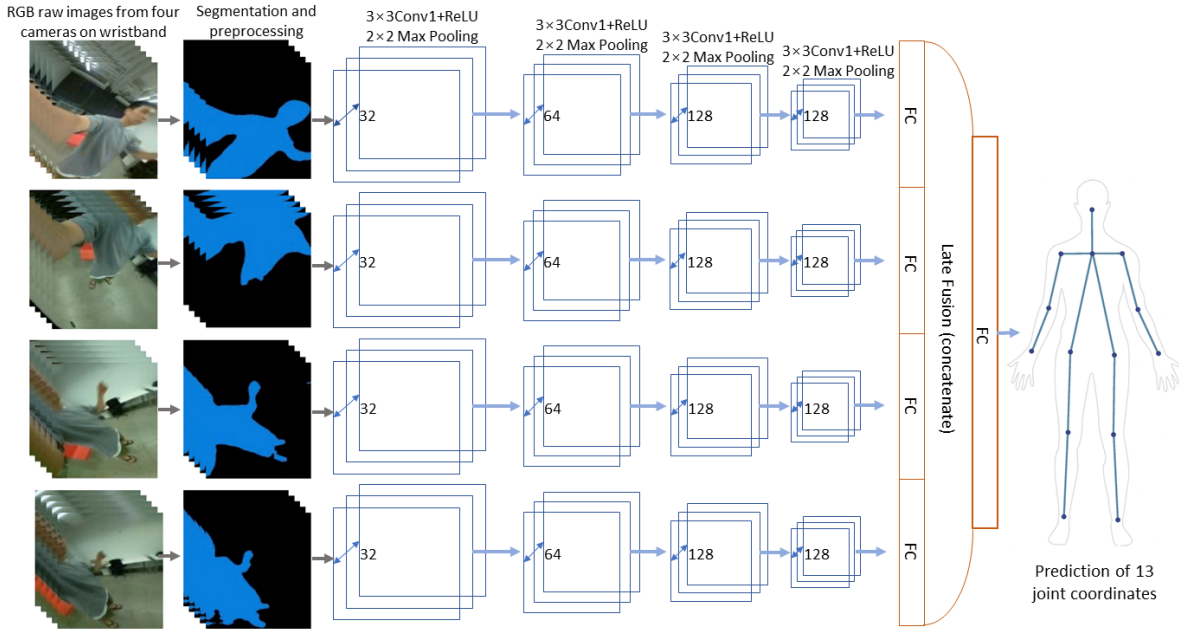 RGB raw images from four
cameras on wristband
Segmentation and
preprocessing
3×3Conv1+ReLU
2×2 Max Pooling
3×3Conv1+ReLU
2×2 Max Pooling
3×3Conv1+ReLU
2×2 Max Pooling
3×3Conv1+ReLU
2×2 Max Pooling
32
64
128
128
FC
32
64
128
128
FC
32
64
128
128
FC
32
64
128
128
FC
Late Fusion (concatenate)
FC
Prediction of 13
joint coordinates